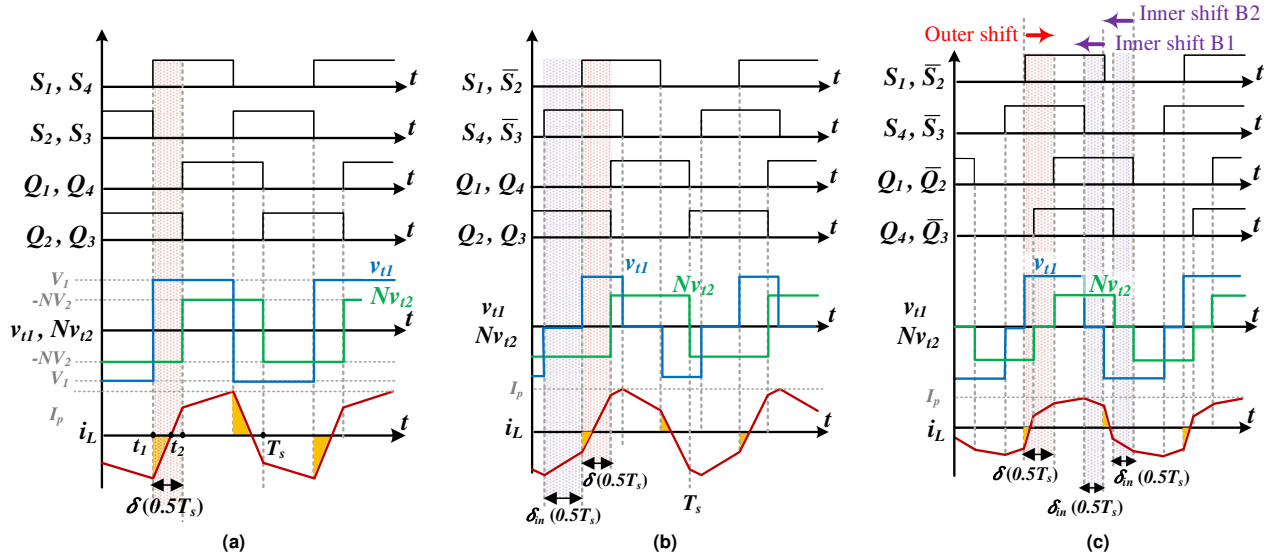 S1, S4
t
S2, S3
t
Q1, Q4
t
Q2, Q3
t
V1
vt1
-NV2
Nvt2
vt1, Nvt2
t
-NV2
V1
Ip
iL
t1
t2
Ts
t
δ(0.5Ts)
(a)
S1, S̅2
t
S4, S̅3
t
Q1, Q4
t
Q2, Q3
t
vt1
Nvt2
vt1
Nvt2
t
Ip
iL
t
δ(0.5Ts)
Ts
δin (0.5Ts)
(b)
Inner shift B2
Outer shift
Inner shift B1
S1, S̅2
t
S4, S̅3
t
Q1, Q̅2
t
Q4, Q̅3
t
vt1
Nvt2
vt1
Nvt2
t
Ip
iL
t
δ(0.5Ts)
δin (0.5Ts)
δin (0.5Ts)
(c)